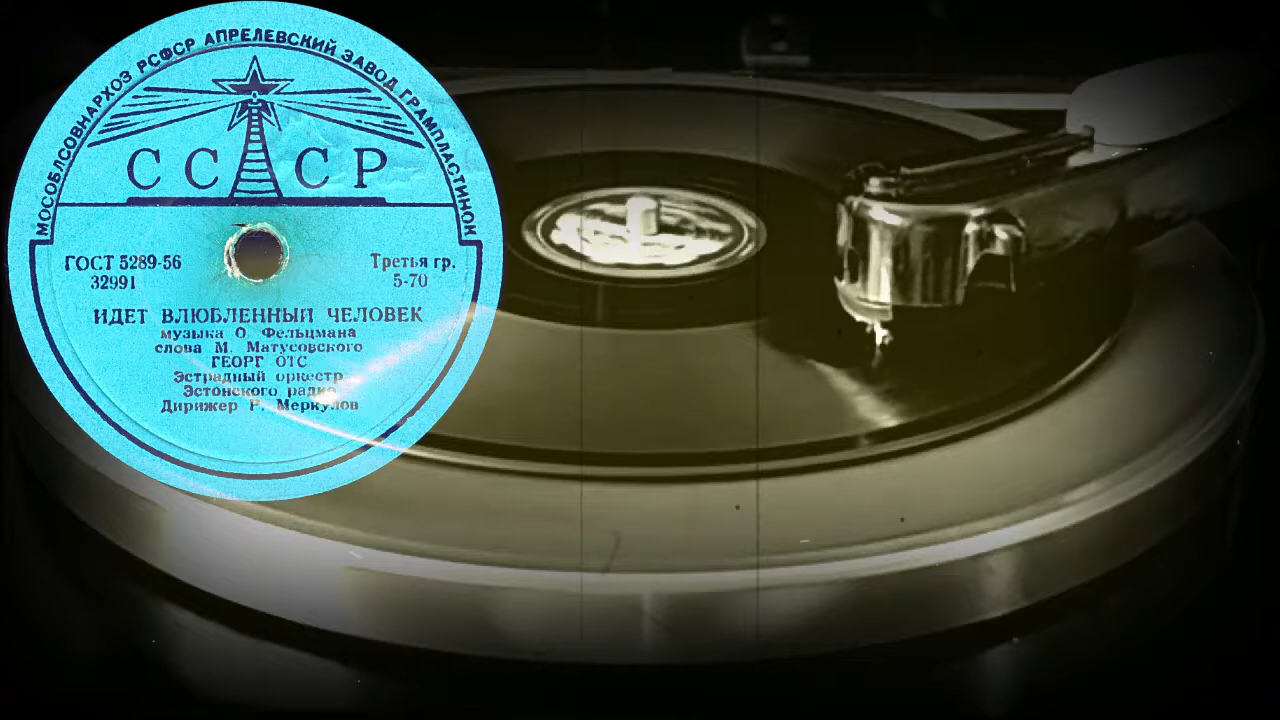 МОСОБЛСОВНАРХОЗ РСФСР АПРЕЛЕВСКИЙ ЗАВОД ГРАМПЛАСТИНОК
СССР
ГОСТ 5289-56
32991
Третья гр.
5-70
ИДЕТ ВЛЮБЛЕННЫЙ ЧЕЛОВЕК
музыка О. Фельцмана
слова М. Матусовского
ГЕОРГ ОТС
Эстрадный оркестр
Эстонского радио
Дирижер Р. Меркулов